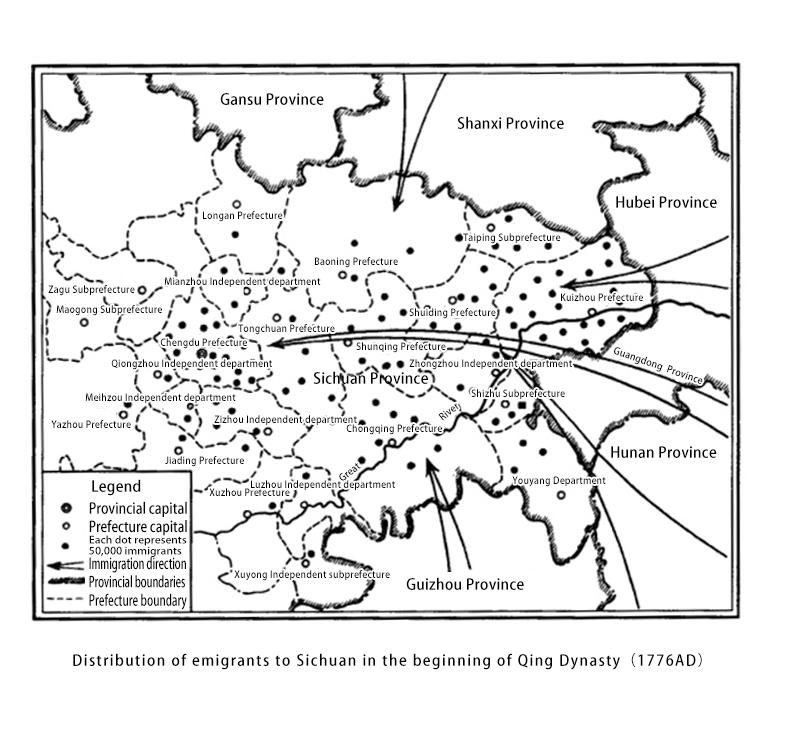 Gansu Province
Shanxi Province
Hubei Province
Longan Prefecture
Taiping Subprefecture
Baoning Prefecture
Mianzhou Independent department
Zagu Subprefecture
Kuizhou Prefecture
Maogong Subprefecture
Shuiding Prefecture
Tongchuan Prefecture
Chengdu Prefecture
Shunqing Prefecture
Guangdong Province
Qiongzhou Independent department
Zhongzhou Independent department
Sichuan Province
Meihzou Independent department
Shizhu Subprefecture
Yazhou Prefecture
Zizhou Independent department
River
Chongqing Prefecture
Hunan Province
Jiading Prefecture
Great
Luzhou Independent department
Youyang Department
Xuzhou Prefecture
Xuyong Independent subprefecture
Guizhou Province
Legend
Provincial capital
Prefecture capital
Each dot represents
50,000 immigrants
Immigration direction
Provincial boundaries
Prefecture boundary
Distribution of emigrants to Sichuan in the beginning of Qing Dynasty（1776AD）